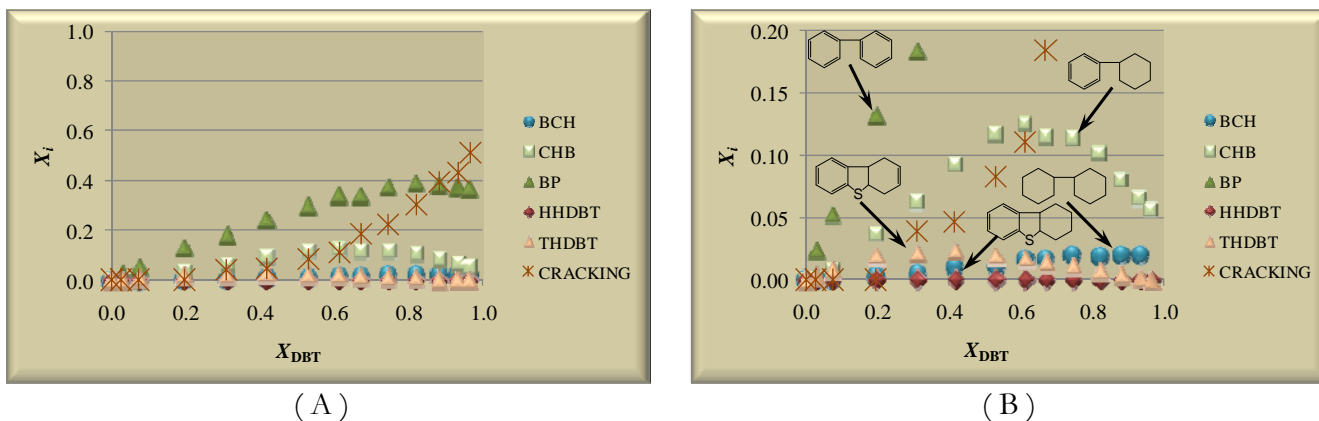 1.0
0.8
0.6
0.4
0.2
0.0
X_i
0.0 0.2 0.4 0.6 0.8 1.0
X_DBT
BCH
CHB
BP
HHDBT
THDBT
CRACKING
( A )
0.20
0.15
0.10
0.05
0.00
X_i
0.0 0.2 0.4 0.6 0.8 1.0
X_DBT
S
S
BCH
CHB
BP
HHDBT
THDBT
CRACKING
( B )